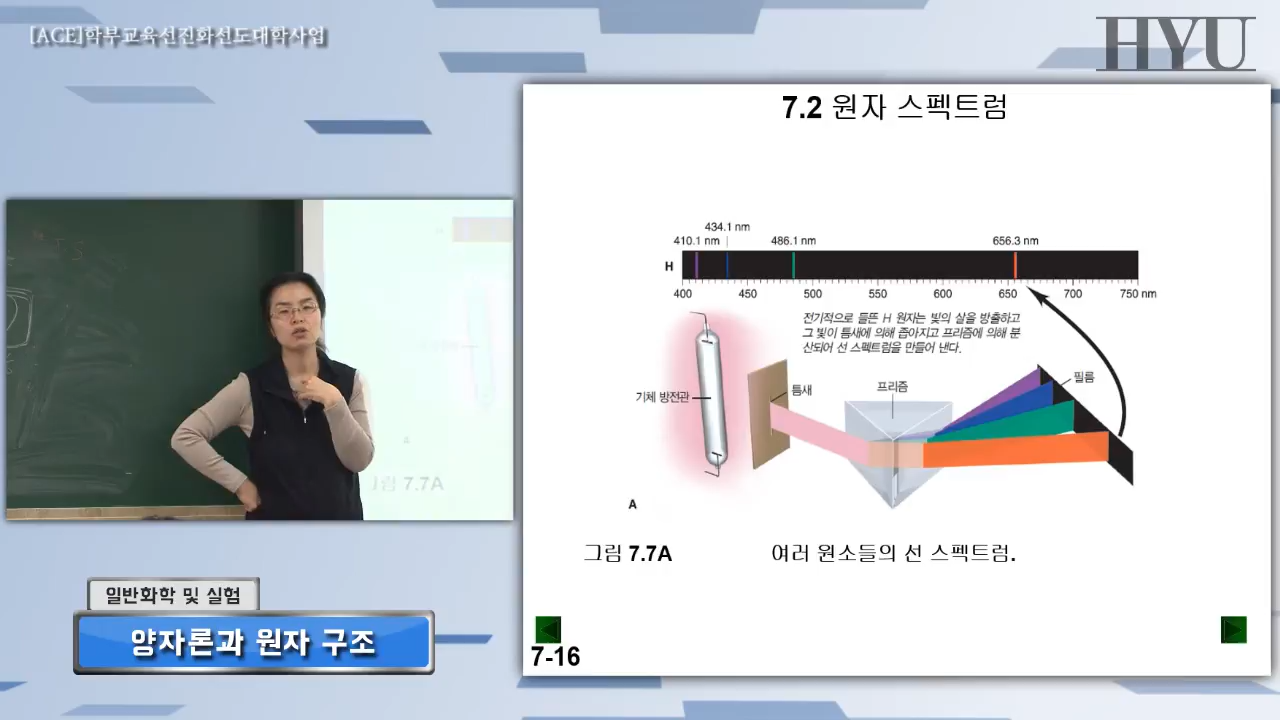 [ACE]학부교육선진화선도대학사업
HYU
7.2 원자 스펙트럼
434.1 nm
410.1 nm
486.1 nm
656.3 nm
H
400 450 500 550 600 650 700 750 nm
전기적으로 들뜬 H 원자는 빛의 살을 방출하고
그 빛이 틈새에 의해 좁아지고 프리즘에 의해 분
산되어 선 스펙트럼을 만들어 낸다.
기체 방전관
틈새
프리즘
필름
A
그림 7.7A
여러 원소들의 선 스펙트럼.
7-16
그림 7.7A
일반화학 및 실험
양자론과 원자 구조